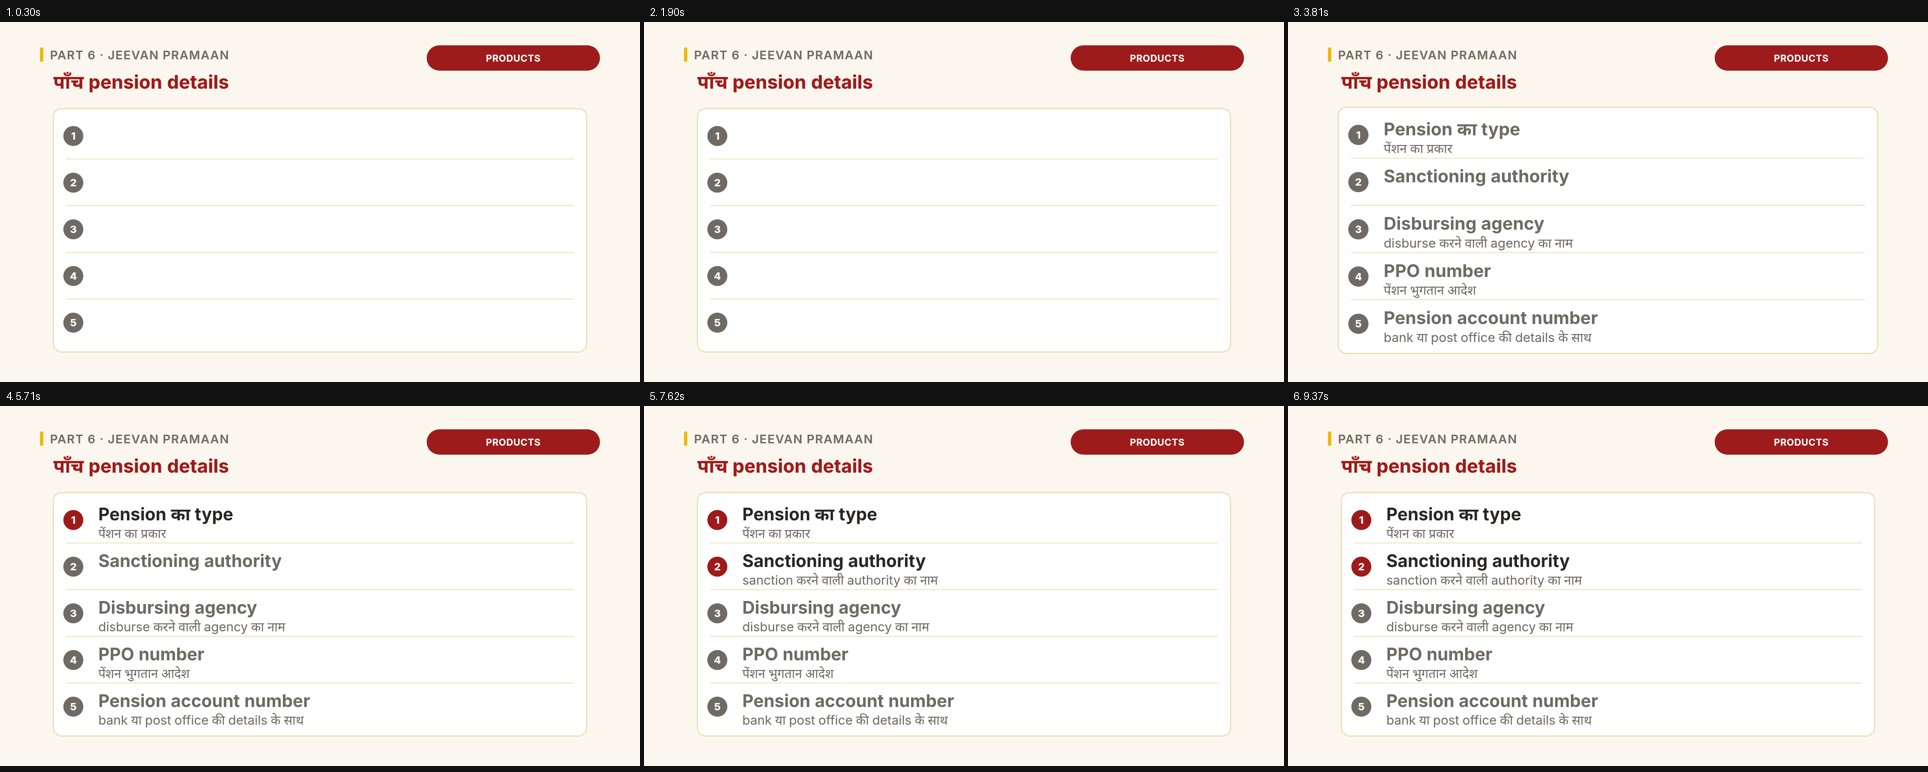 1. 0.30s
PART 6 · JEEVAN PRAMAAN
PRODUCTS
पाँच pension details
1
2
3
4
5
2. 1.90s
PART 6 · JEEVAN PRAMAAN
PRODUCTS
पाँच pension details
1
2
3
4
5
3. 3.81s
PART 6 · JEEVAN PRAMAAN
PRODUCTS
पाँच pension details
1 Pension का type
पेंशन का प्रकार
2 Sanctioning authority
3 Disbursing agency
disburse करने वाली agency का नाम
4 PPO number
पेंशन भुगतान आदेश
5 Pension account number
bank या post office की details के साथ
4. 5.71s
PART 6 · JEEVAN PRAMAAN
PRODUCTS
पाँच pension details
1 Pension का type
पेंशन का प्रकार
2 Sanctioning authority
3 Disbursing agency
disburse करने वाली agency का नाम
4 PPO number
पेंशन भुगतान आदेश
5 Pension account number
bank या post office की details के साथ
5. 7.62s
PART 6 · JEEVAN PRAMAAN
PRODUCTS
पाँच pension details
1 Pension का type
पेंशन का प्रकार
2 Sanctioning authority
sanction करने वाली authority का नाम
3 Disbursing agency
disburse करने वाली agency का नाम
4 PPO number
पेंशन भुगतान आदेश
5 Pension account number
bank या post office की details के साथ
6. 9.37s
PART 6 · JEEVAN PRAMAAN
PRODUCTS
पाँच pension details
1 Pension का type
पेंशन का प्रकार
2 Sanctioning authority
sanction करने वाली authority का नाम
3 Disbursing agency
disburse करने वाली agency का नाम
4 PPO number
पेंशन भुगतान आदेश
5 Pension account number
bank या post office की details के साथ